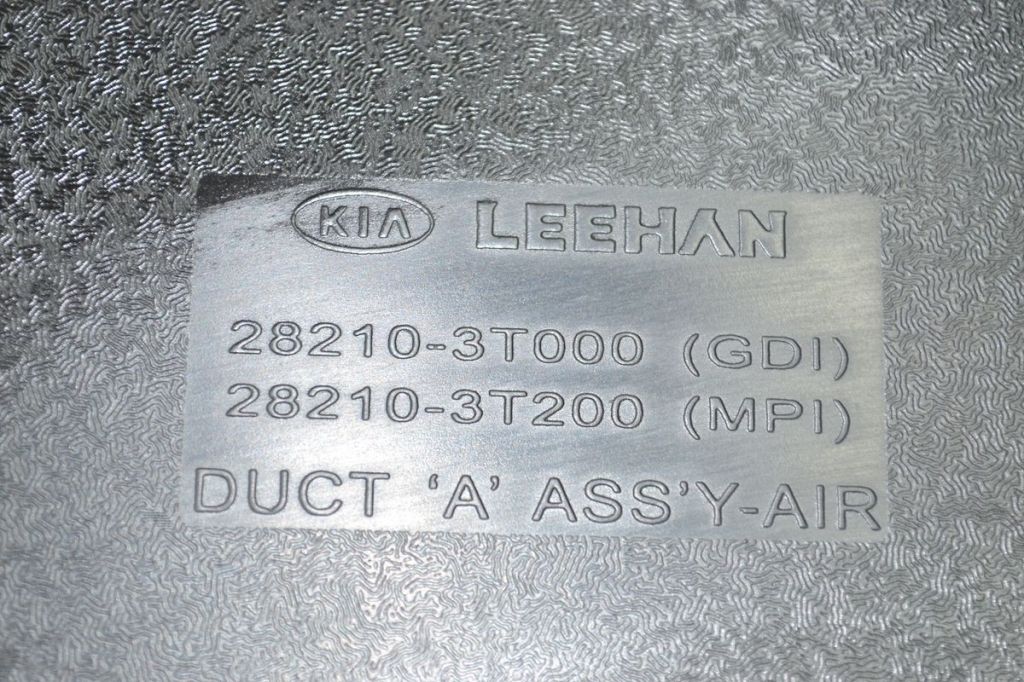 KIA LEEHAN
28210-3T000 (GDI)
28210-3T200 (MPI)
DUCT ‘A’ ASS’Y-AIR